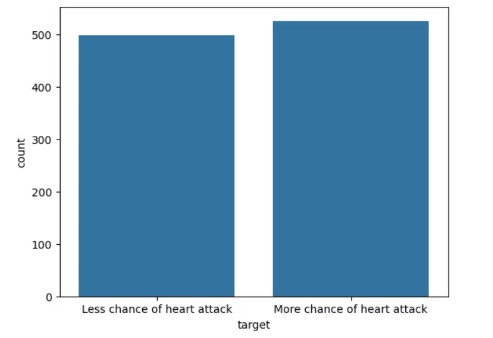 500
400
300
200
100
0
count
Less chance of heart attack
More chance of heart attack
target